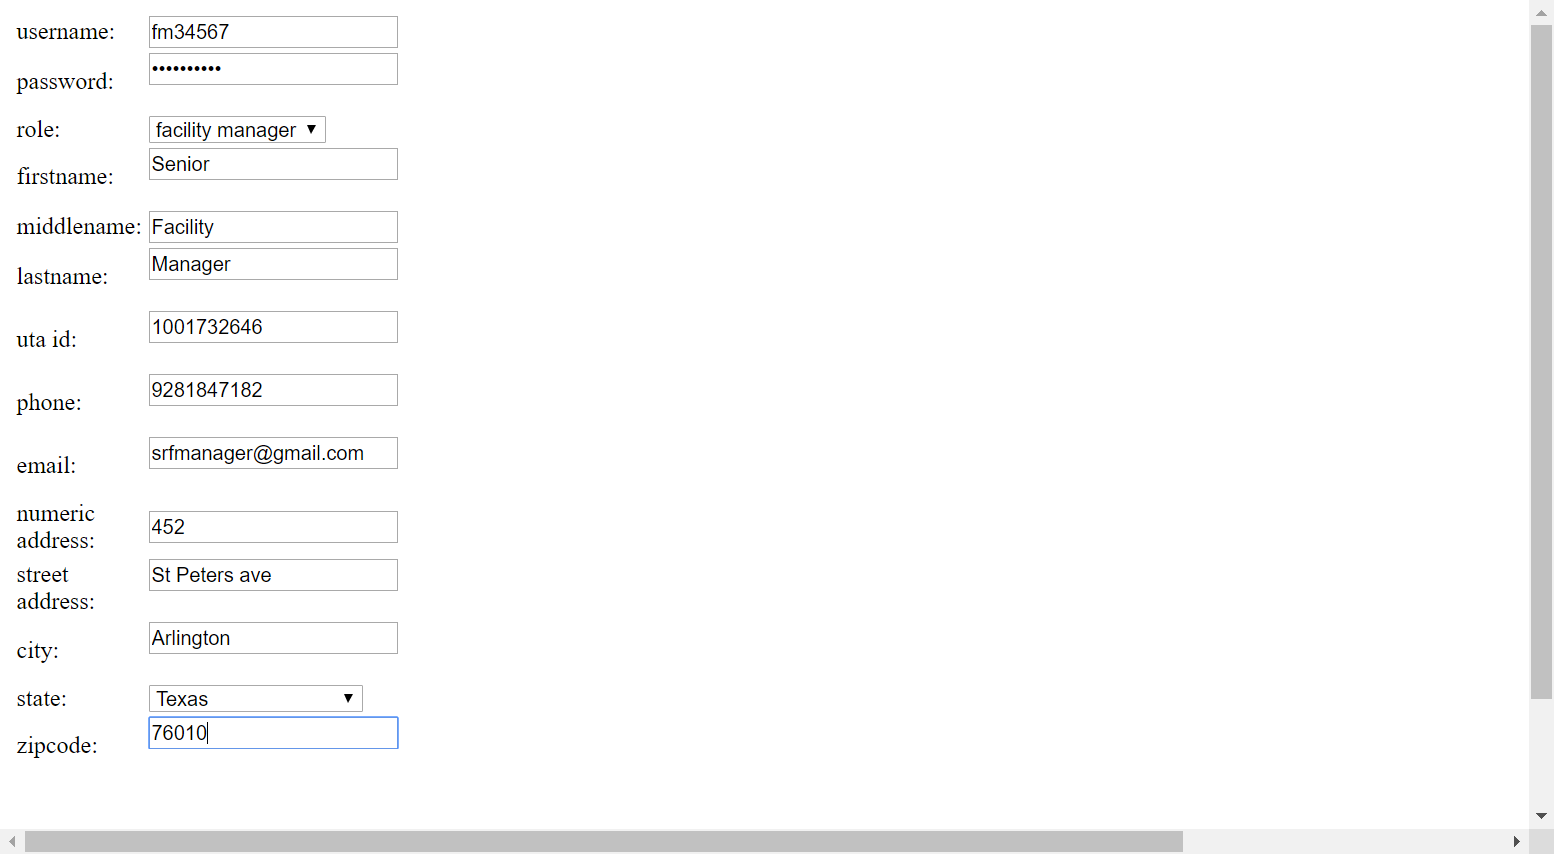 username: fm34567
password: ••••••••••
role: facility manager
firstname: Senior
middlename: Facility
lastname: Manager
uta id: 1001732646
phone: 9281847182
email: srfmanager@gmail.com
numeric
address: 452
street St Peters ave
address:
city: Arlington
state: Texas
zipcode: 76010